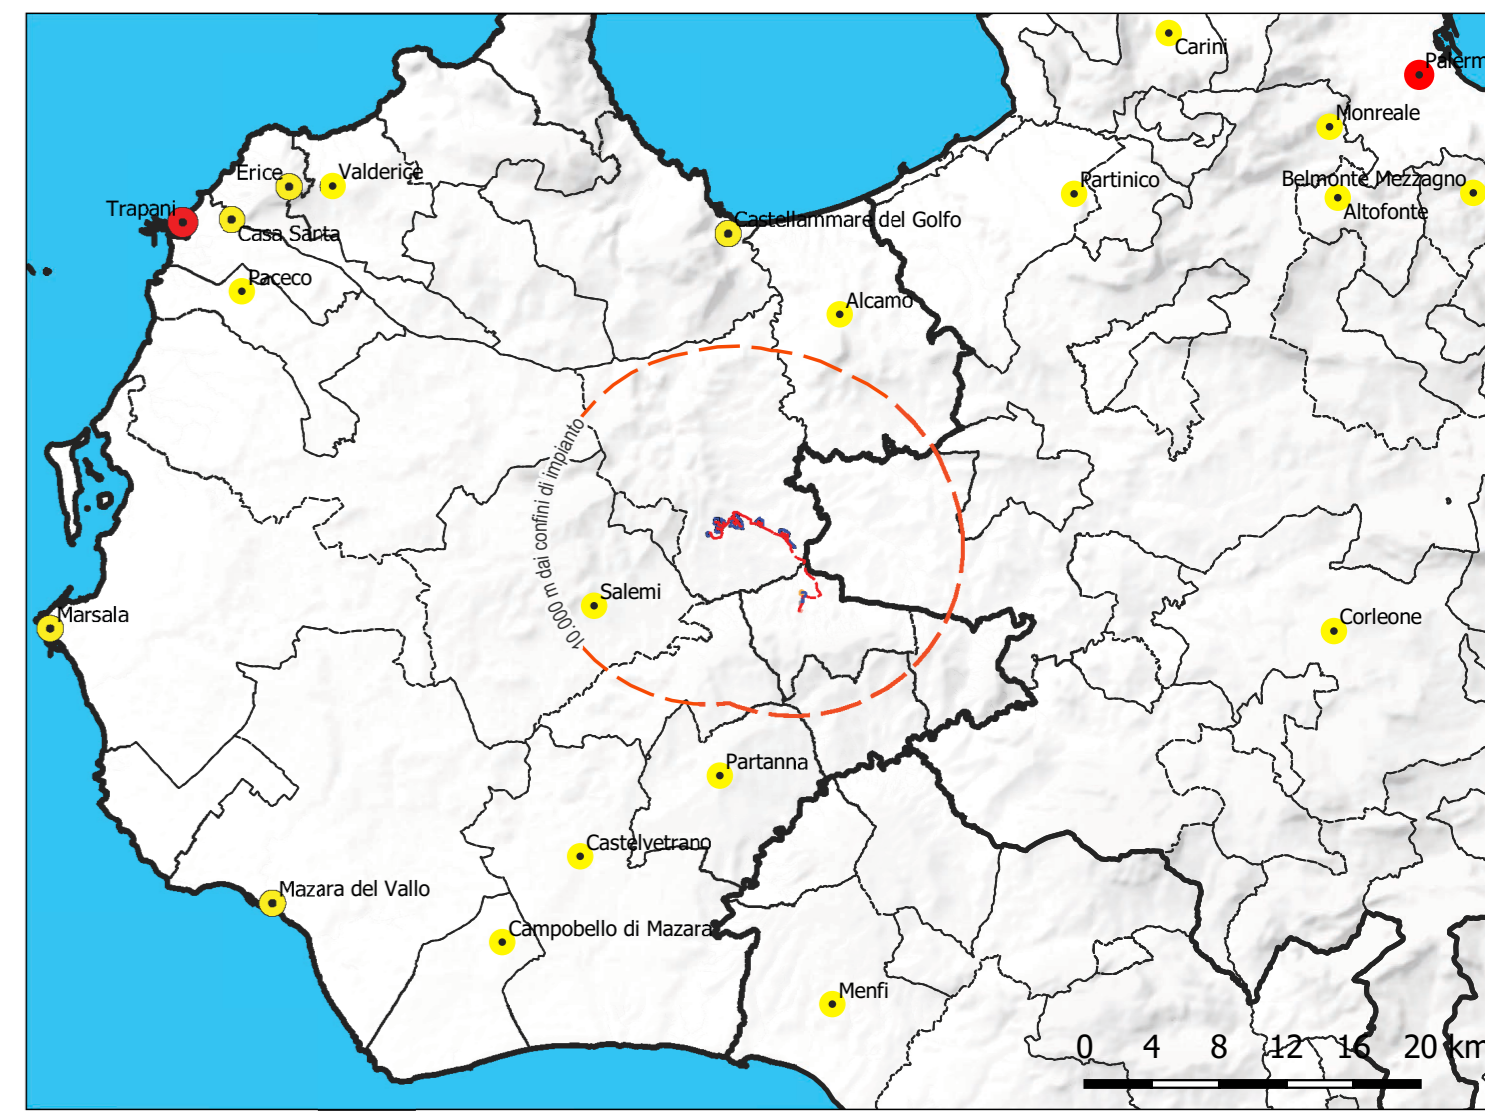 Carini
Palerm
Monreale
Erice
Valderice
Partinico
Belmonte Mezzagno
Altofonte
Trapani
Casa Santa
Castellammare del Golfo
Paceco
Alcamo
10.000 m dai confini di impianto
Salemi
Marsala
Corleone
Partanna
Castelvetrano
Mazara del Vallo
Campobello di Mazara
Menfi
0 4 8 12 16 20 km